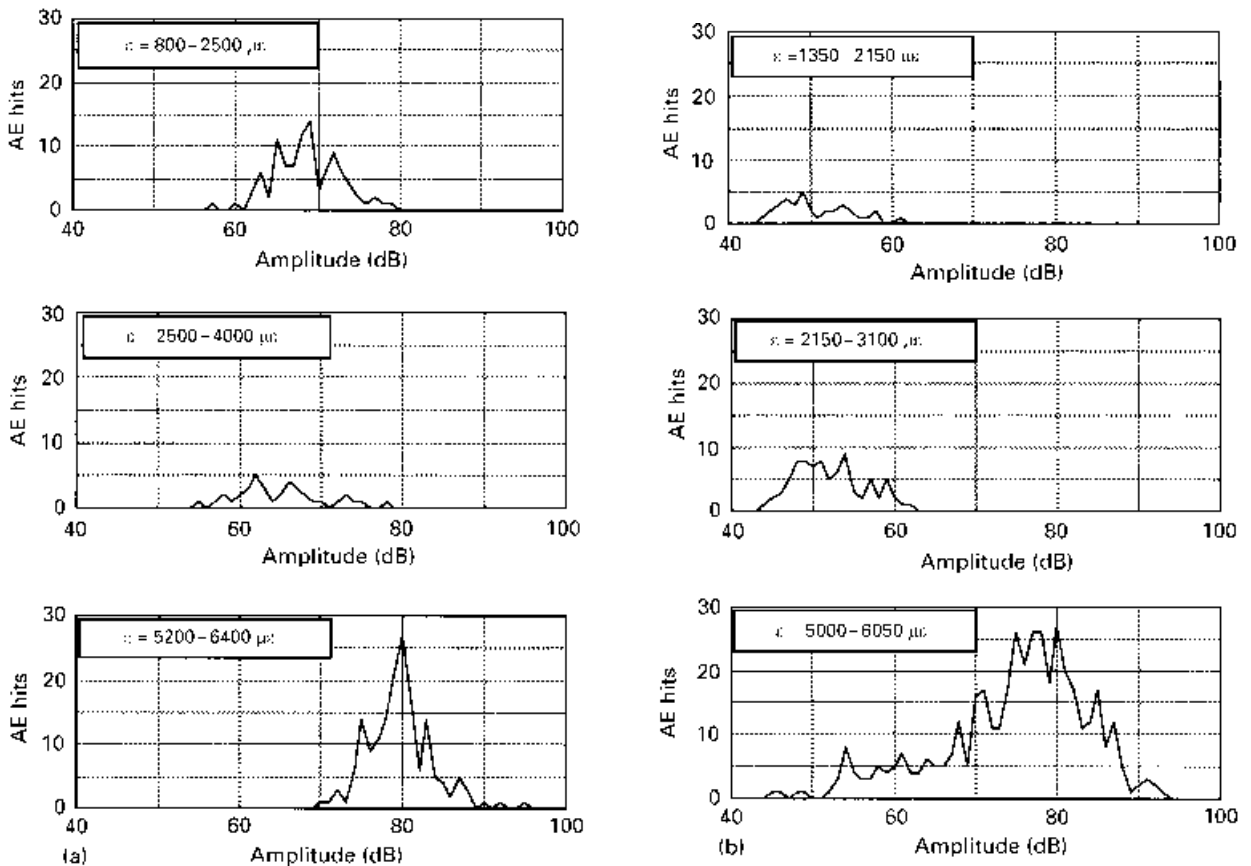 30
20
10
0
AE hits
ε = 800–2500 με
40
60
80
100
Amplitude (dB)
30
20
10
0
AE hits
ε 2500–4000 με
40
60
80
100
Amplitude (dB)
30
20
10
0
AE hits
ε = 5200–6400 με
40
60
80
100
(a)
Amplitude (dB)
30
20
10
0
AE hits
ε =1350 2150 με
40
60
80
100
Amplitude (dB)
30
20
10
0
AE hits
ε = 2150–3100 με
40
60
80
100
Amplitude (dB)
30
20
10
0
AE hits
ε 5000–6050 με
40
60
80
100
(b)
Amplitude (dB)